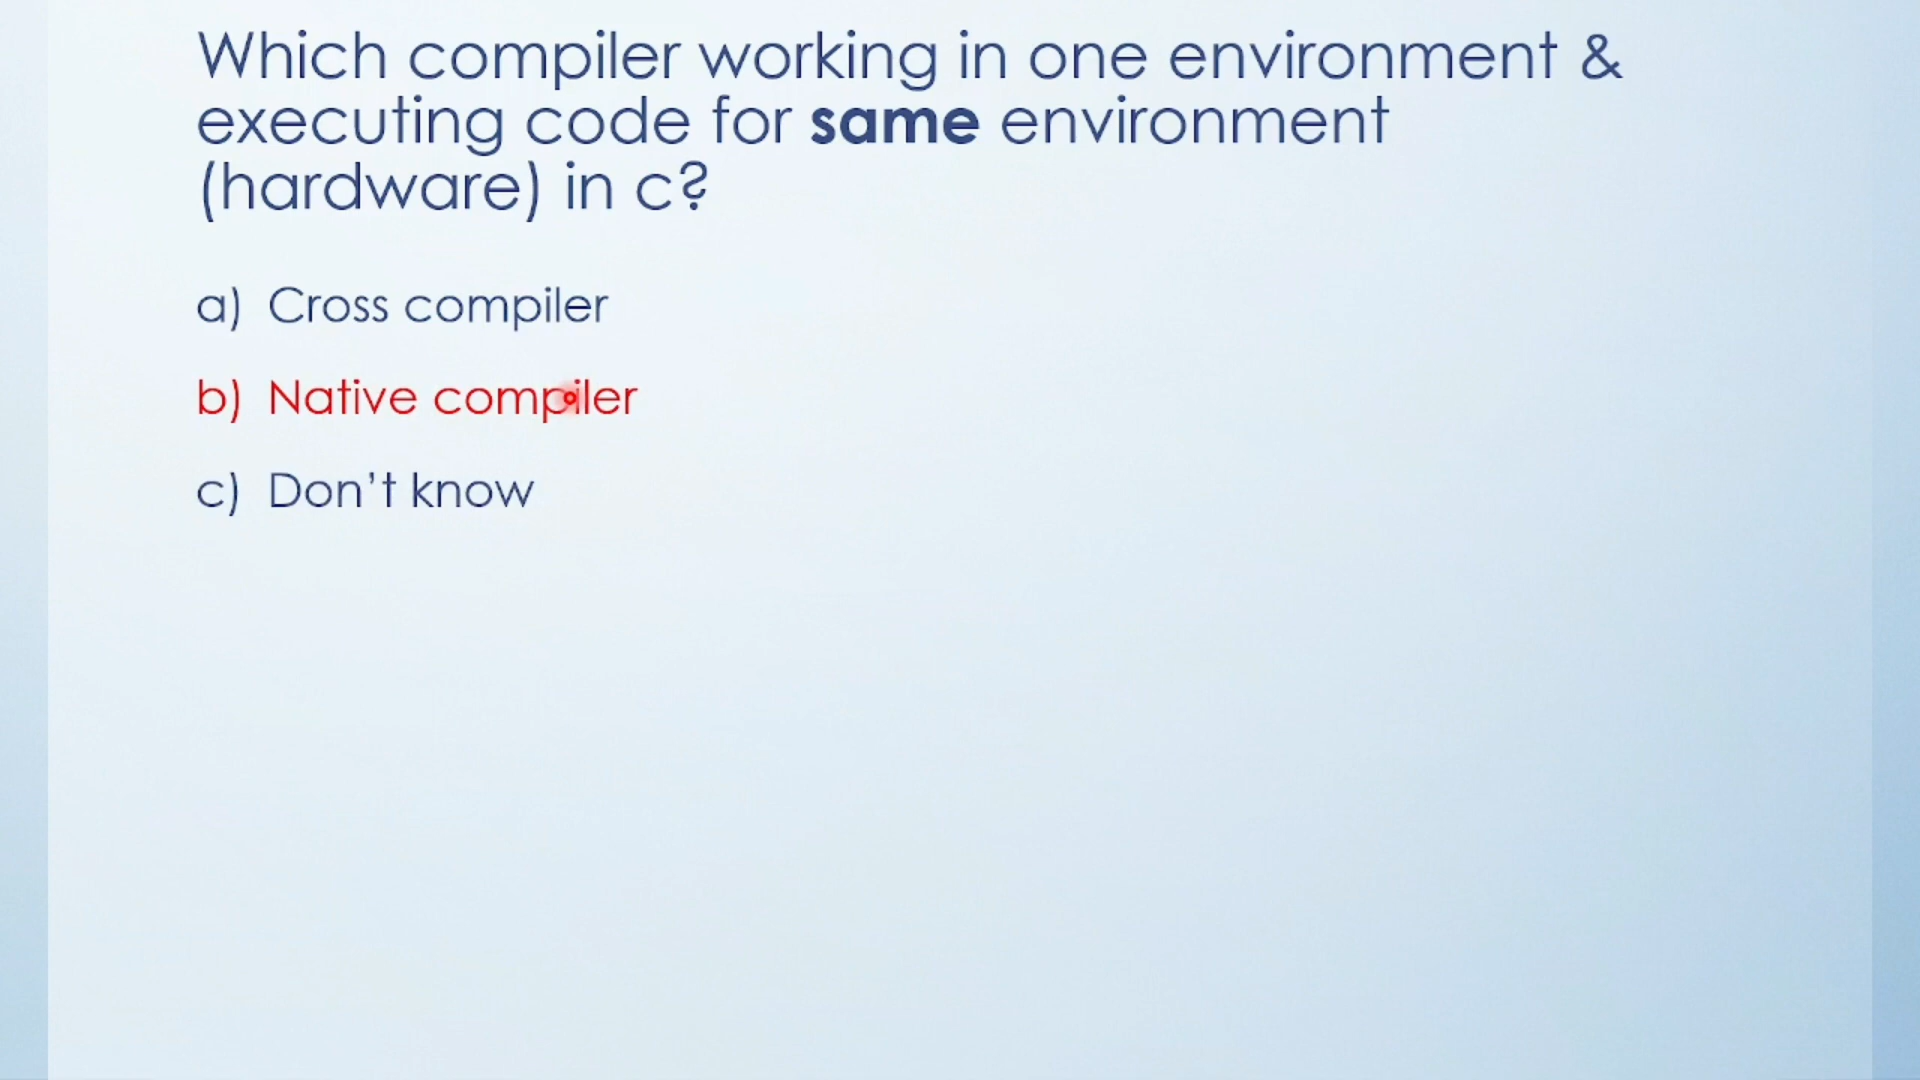 Which compiler working in one environment &
executing code for same environment
(hardware) in c?
a) Cross compiler
b) Native compiler
c) Don’t know